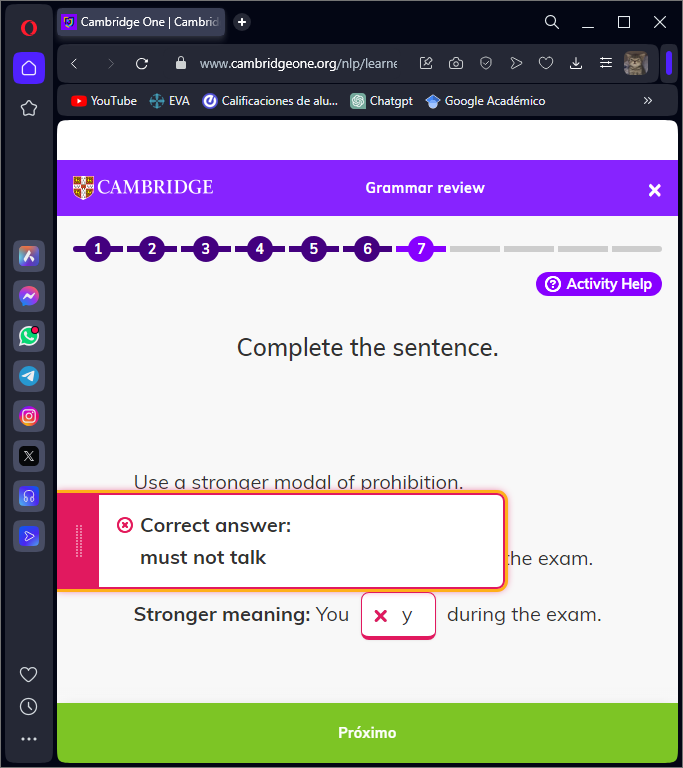 Cambridge One | Cambrid
www.cambridgeone.org/nlp/learne
YouTube EVA Calificaciones de alu... Chatgpt Google Académico
CAMBRIDGE Grammar review
1 2 3 4 5 6 7
Activity Help
Complete the sentence.
Use a stronger modal of prohibition.
Correct answer:
must not talk
the exam.
Stronger meaning: You y during the exam.
Próximo